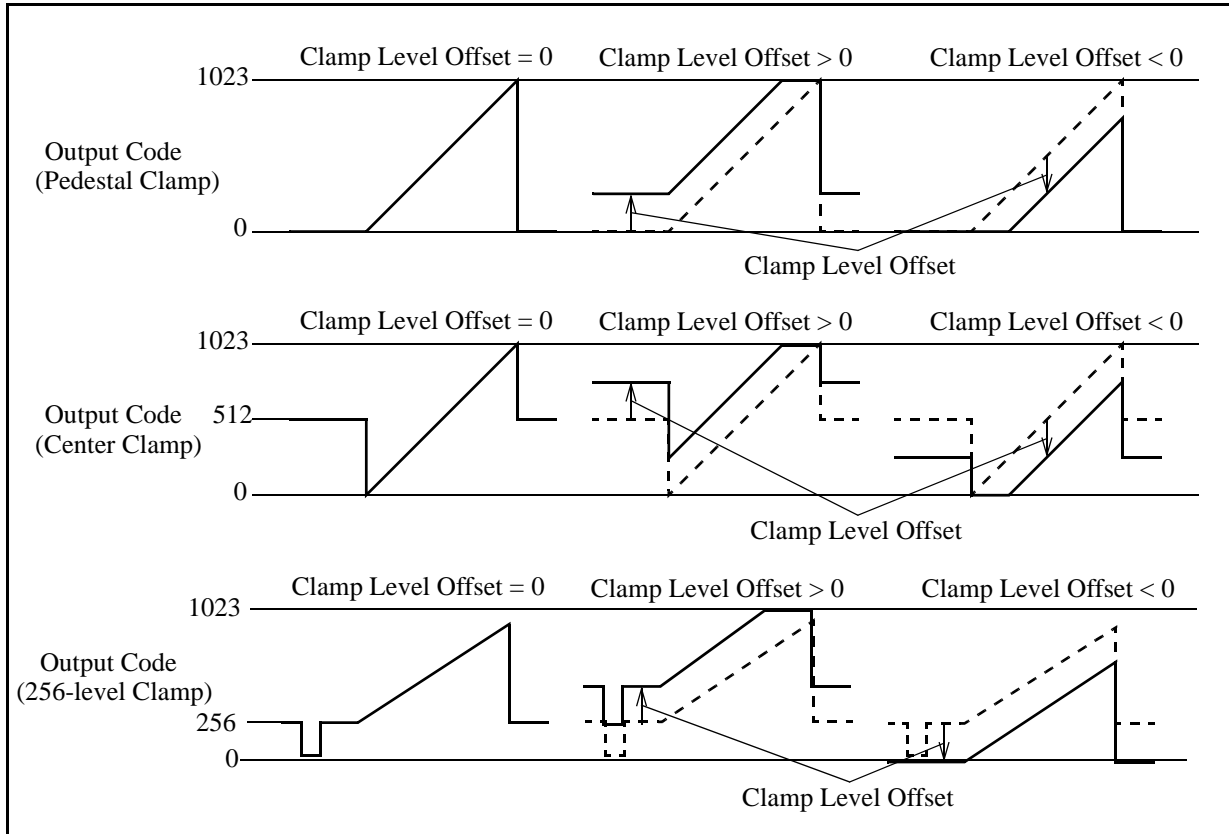 Clamp Level Offset = 0
Clamp Level Offset > 0
Clamp Level Offset < 0
1023
Output Code
(Pedestal Clamp)
0
Clamp Level Offset
Clamp Level Offset = 0
Clamp Level Offset > 0
Clamp Level Offset < 0
1023
Output Code
(Center Clamp)
512
0
Clamp Level Offset
Clamp Level Offset = 0
Clamp Level Offset > 0
Clamp Level Offset < 0
1023
Output Code
(256-level Clamp)
256
0
Clamp Level Offset